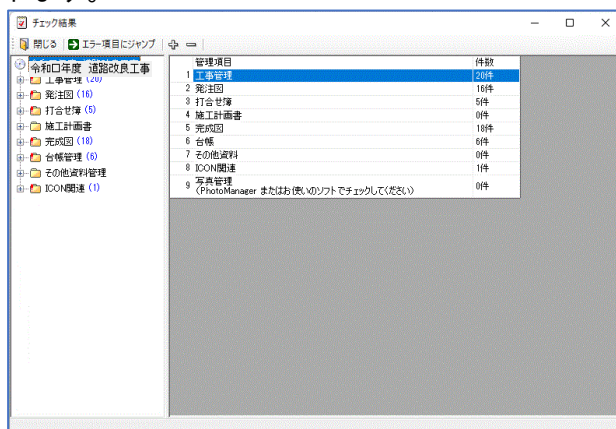 チェック結果
閉じる エラー項目にジャンプ
令和口年度 道路改良工事
工事管理 (20)
発注図 (16)
打合せ簿 (5)
施工計画書
完成図 (18)
台帳管理 (6)
その他資料管理
ICON関連 (1)
管理項目 件数
1 工事管理 20件
2 発注図 16件
3 打合せ簿 5件
4 施工計画書 0件
5 完成図 18件
6 台帳 6件
7 その他資料 0件
8 ICON関連 1件
9 写真管理 0件
(PhotoManager またはお使いのソフトでチェックしてください)